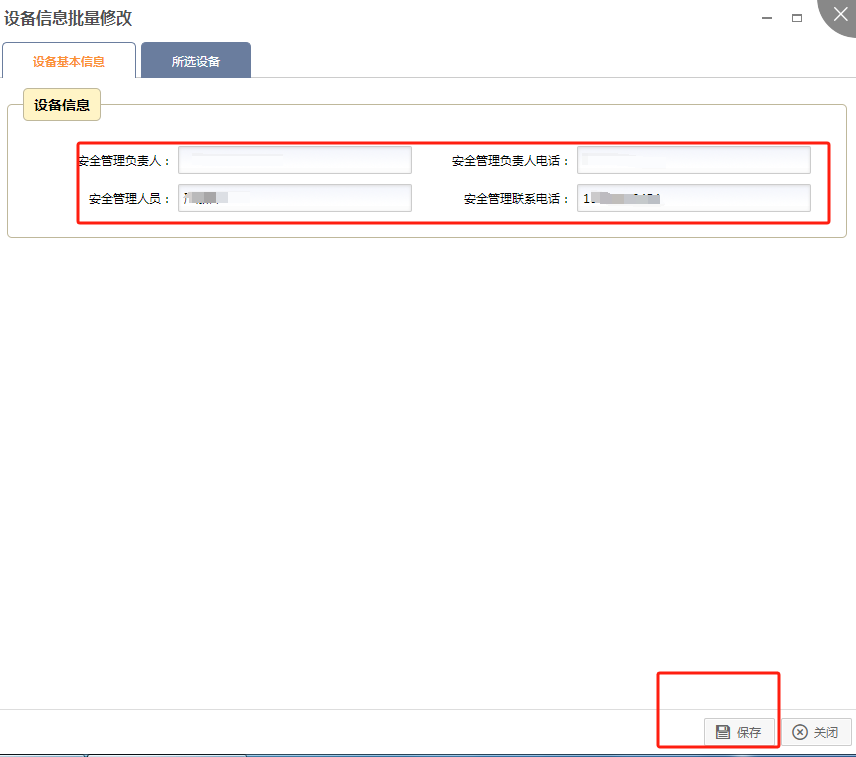 设备信息批量修改
设备基本信息 所选设备
设备信息
安全管理负责人： 安全管理负责人电话：
安全管理人员： 安全管理联系电话：
保存 关闭